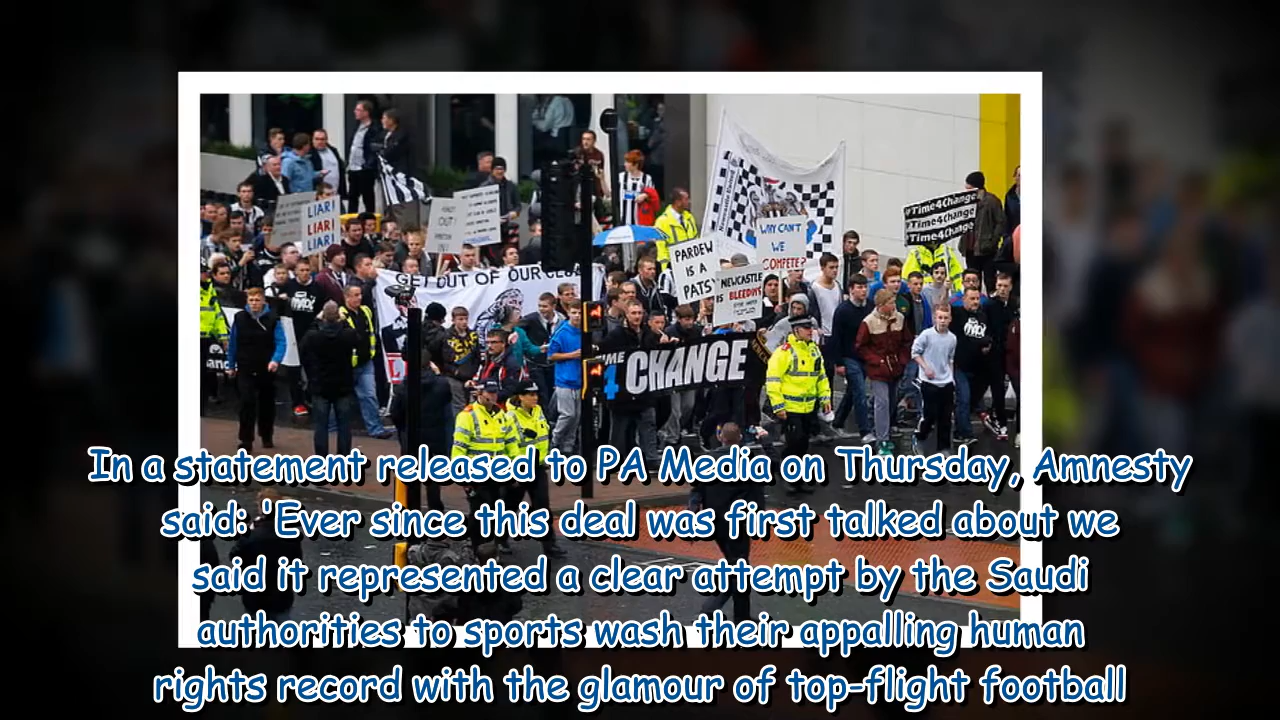 LIAR!
LIAR!
LIAR!
#Time4Change
#Time4Change
#Time4Change
WHY CAN'T
WE
COMPETE?
PARDEW
IS A
PATSY
GET OUT OF OUR CLUB
NEWCASTLE
IS BLEEDING
TIME
4 CHANGE
In a statement released to PA Media on Thursday, Amnesty
said: 'Ever since this deal was first talked about we
said it represented a clear attempt by the Saudi
authorities to sports wash their appalling human
rights record with the glamour of top-flight football